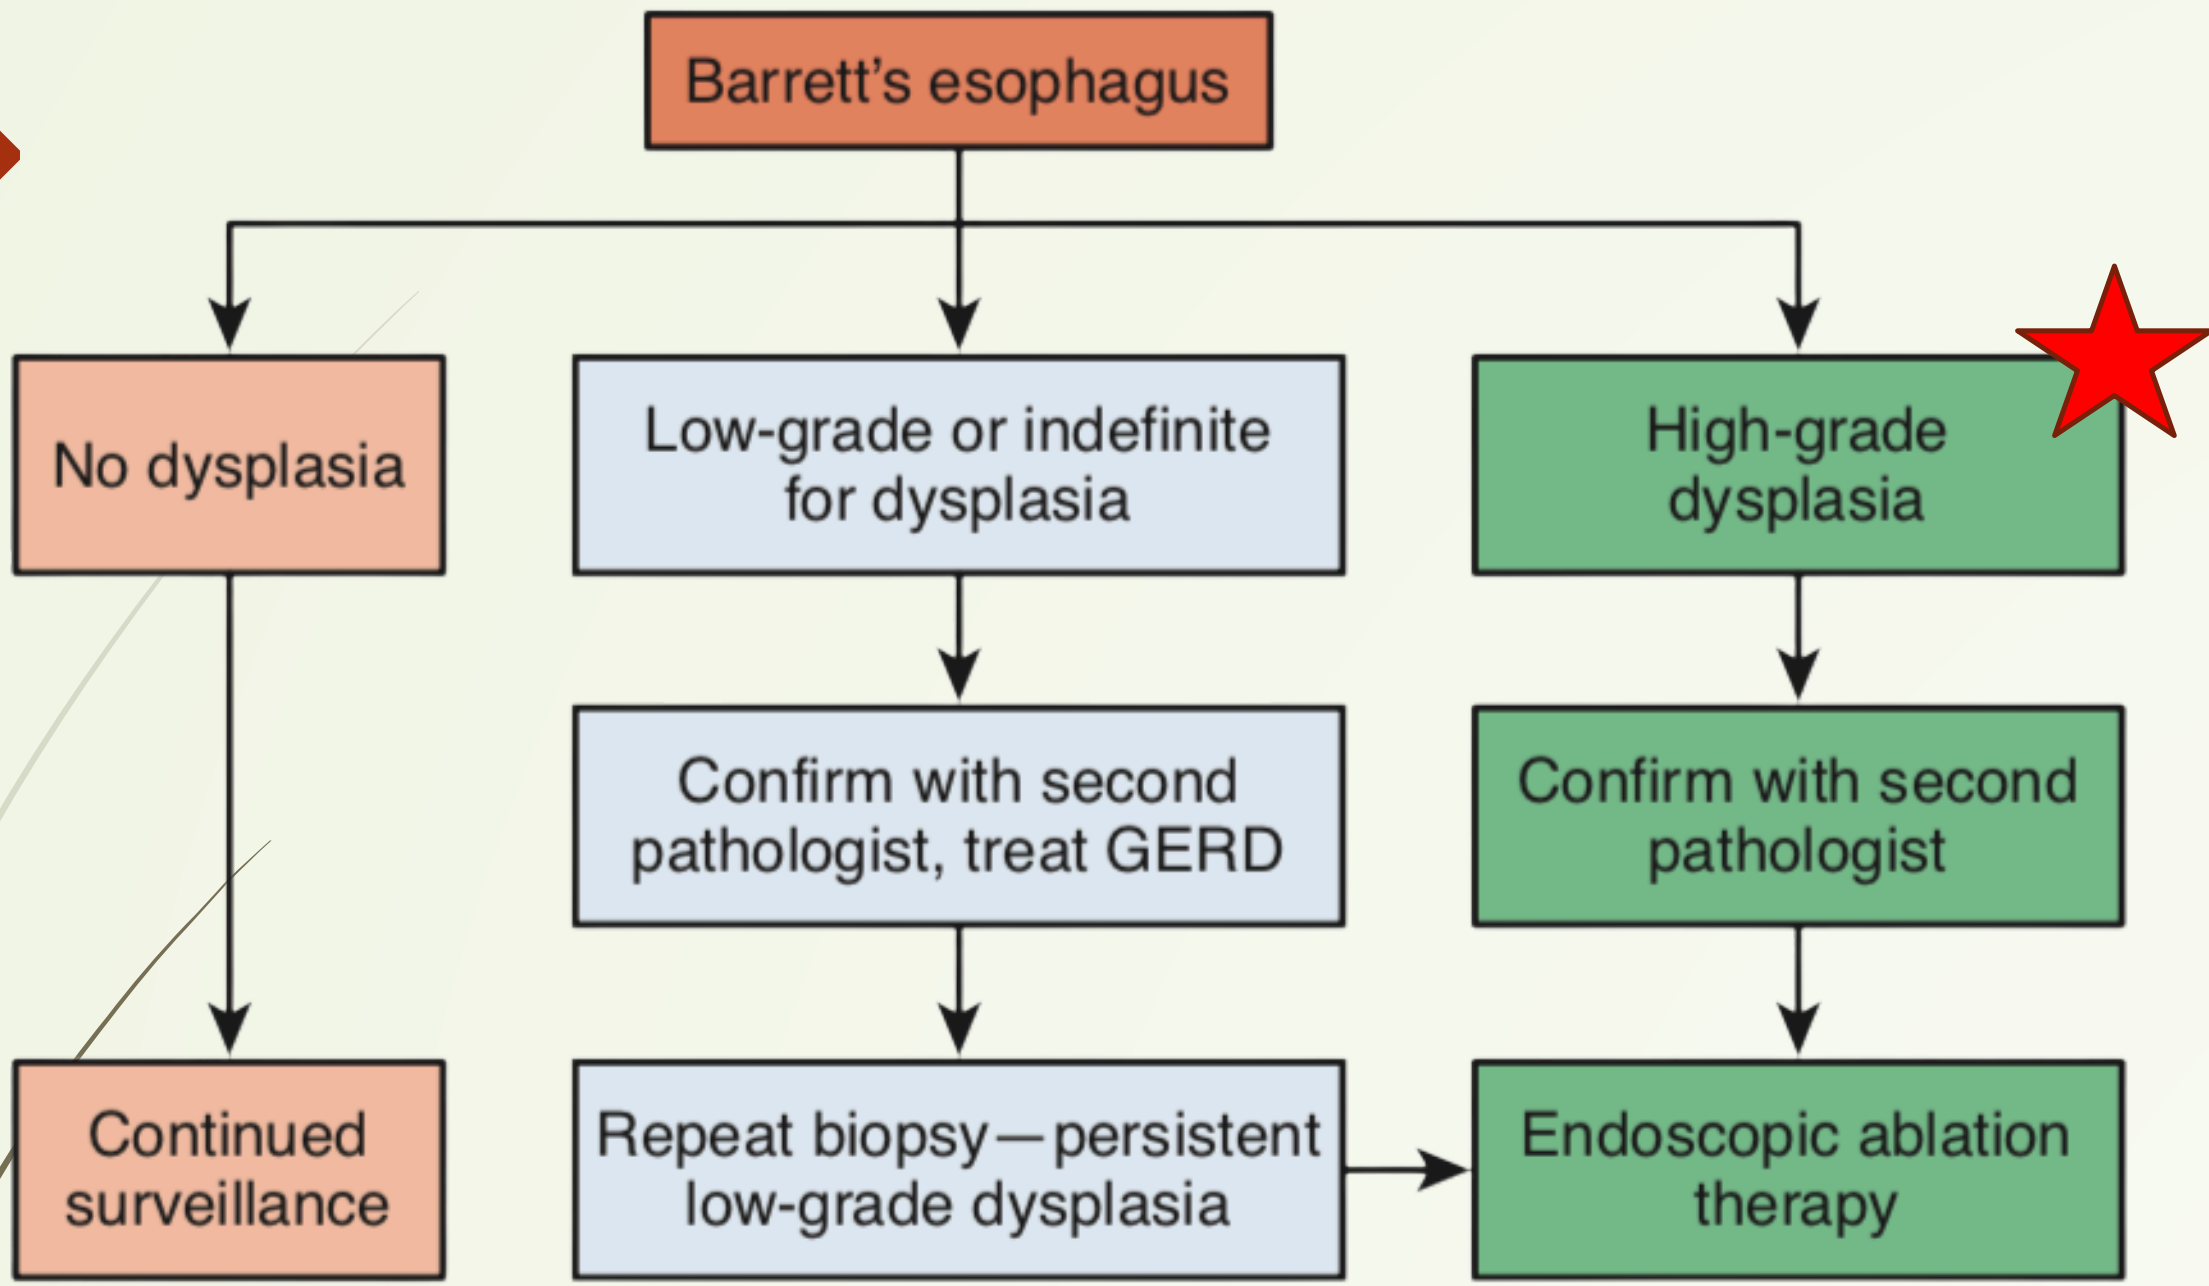 Barrett’s esophagus
No dysplasia
Low-grade or indefinite
for dysplasia
High-grade
dysplasia
Confirm with second
pathologist, treat GERD
Confirm with second
pathologist
Continued
surveillance
Repeat biopsy—persistent
low-grade dysplasia
Endoscopic ablation
therapy